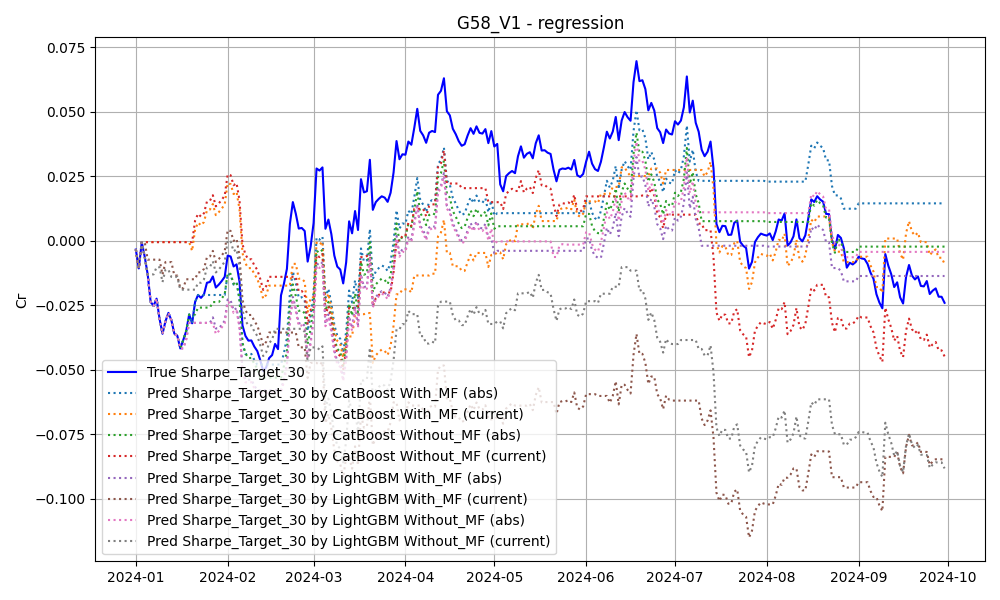 G58_V1 - regression
0.075
0.050
0.025
0.000
−0.025
−0.050
−0.075
−0.100
Cr
True Sharpe_Target_30
Pred Sharpe_Target_30 by CatBoost With_MF (abs)
Pred Sharpe_Target_30 by CatBoost With_MF (current)
Pred Sharpe_Target_30 by CatBoost Without_MF (abs)
Pred Sharpe_Target_30 by CatBoost Without_MF (current)
Pred Sharpe_Target_30 by LightGBM With_MF (abs)
Pred Sharpe_Target_30 by LightGBM With_MF (current)
Pred Sharpe_Target_30 by LightGBM Without_MF (abs)
Pred Sharpe_Target_30 by LightGBM Without_MF (current)
2024-01 2024-02 2024-03 2024-04 2024-05 2024-06 2024-07 2024-08 2024-09 2024-10